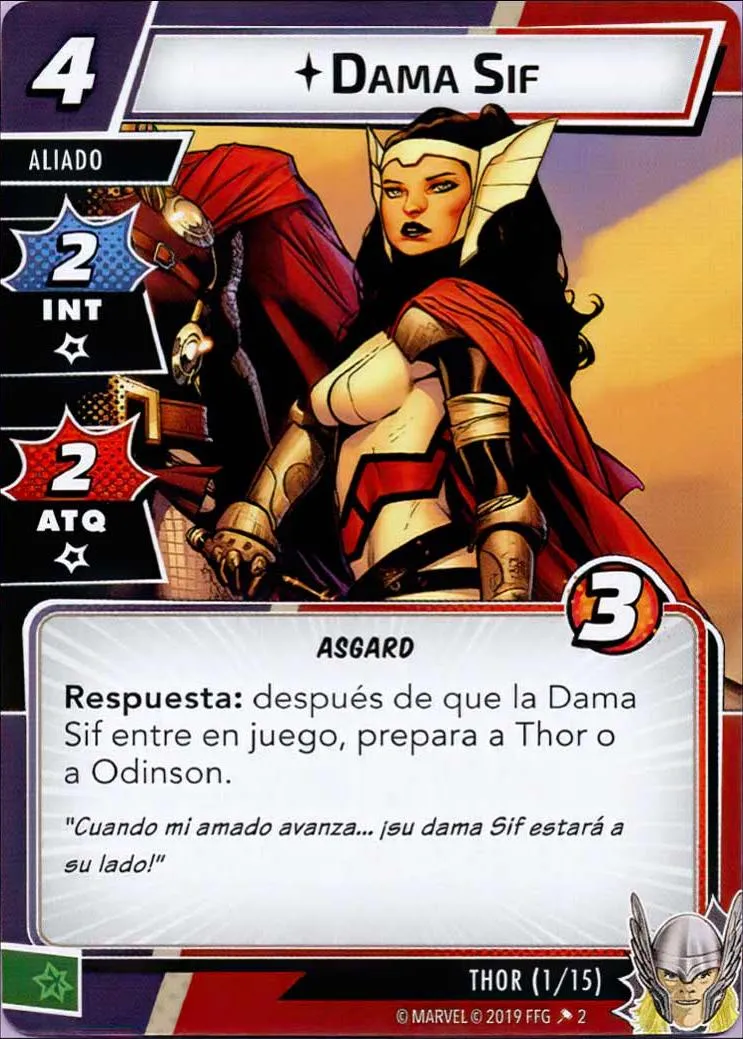 4
DAMA SIF
ALIADO
2
INT
2
ATQ
3
ASGARD
Respuesta: después de que la Dama
Sif entre en juego, prepara a Thor o
a Odinson.
"Cuando mi amado avanza... ¡su dama Sif estará a
su lado!"
THOR (1/15)
© MARVEL © 2019 FFG 2